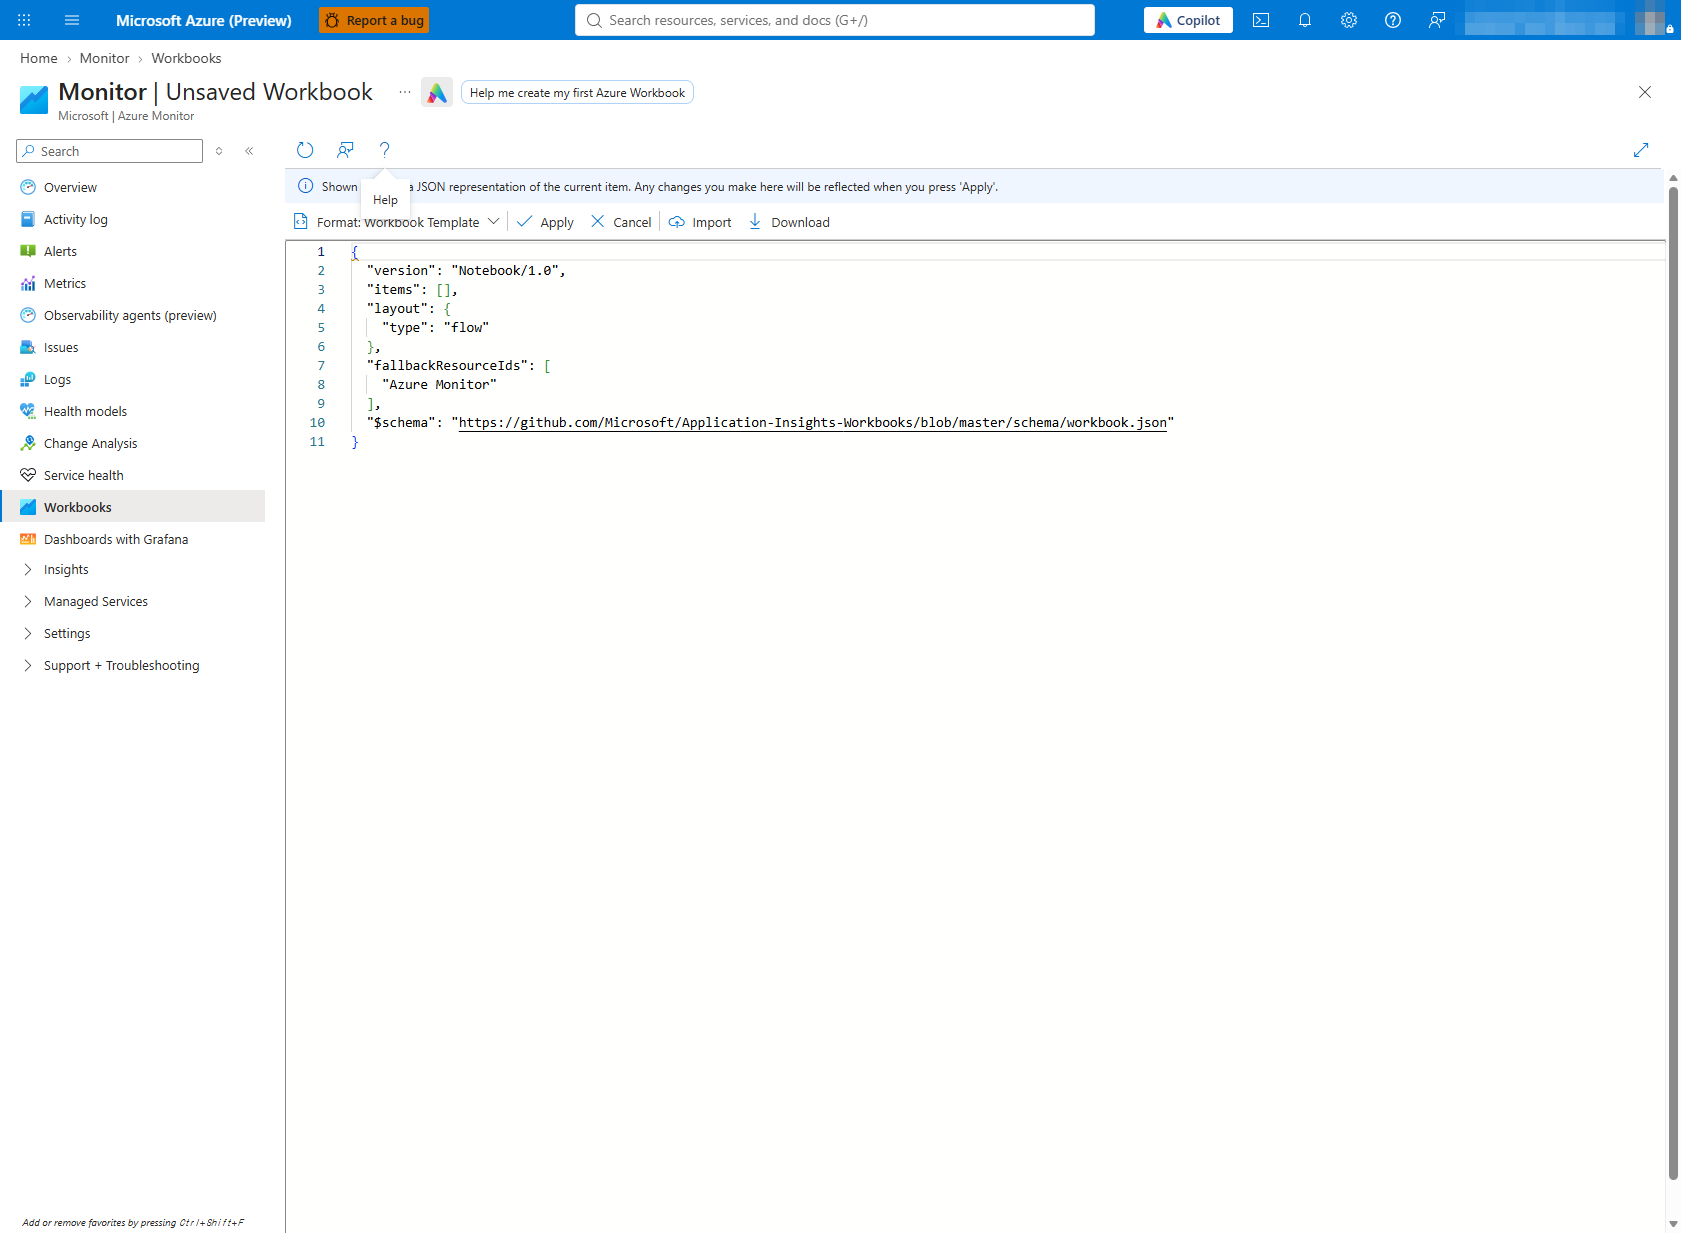 Microsoft Azure (Preview)
Report a bug
Search resources, services, and docs (G+/)
Copilot
Home > Monitor > Workbooks
Monitor | Unsaved Workbook
...
Help me create my first Azure Workbook
Microsoft | Azure Monitor
Search
Overview
Activity log
Alerts
Metrics
Observability agents (preview)
Issues
Logs
Health models
Change Analysis
Service health
Workbooks
Dashboards with Grafana
Insights
Managed Services
Settings
Support + Troubleshooting
Add or remove favorites by pressing Ctrl+Shift+F
Shown a JSON representation of the current item. Any changes you make here will be reflected when you press 'Apply'.
Help
Format: Workbook Template
Apply
Cancel
Import
Download
1 {
2 "version": "Notebook/1.0",
3 "items": [],
4 "layout": {
5 "type": "flow"
6 },
7 "fallbackResourceIds": [
8 "Azure Monitor"
9 ],
10 "$schema": "https://github.com/Microsoft/Application-Insights-Workbooks/blob/master/schema/workbook.json"
11 }